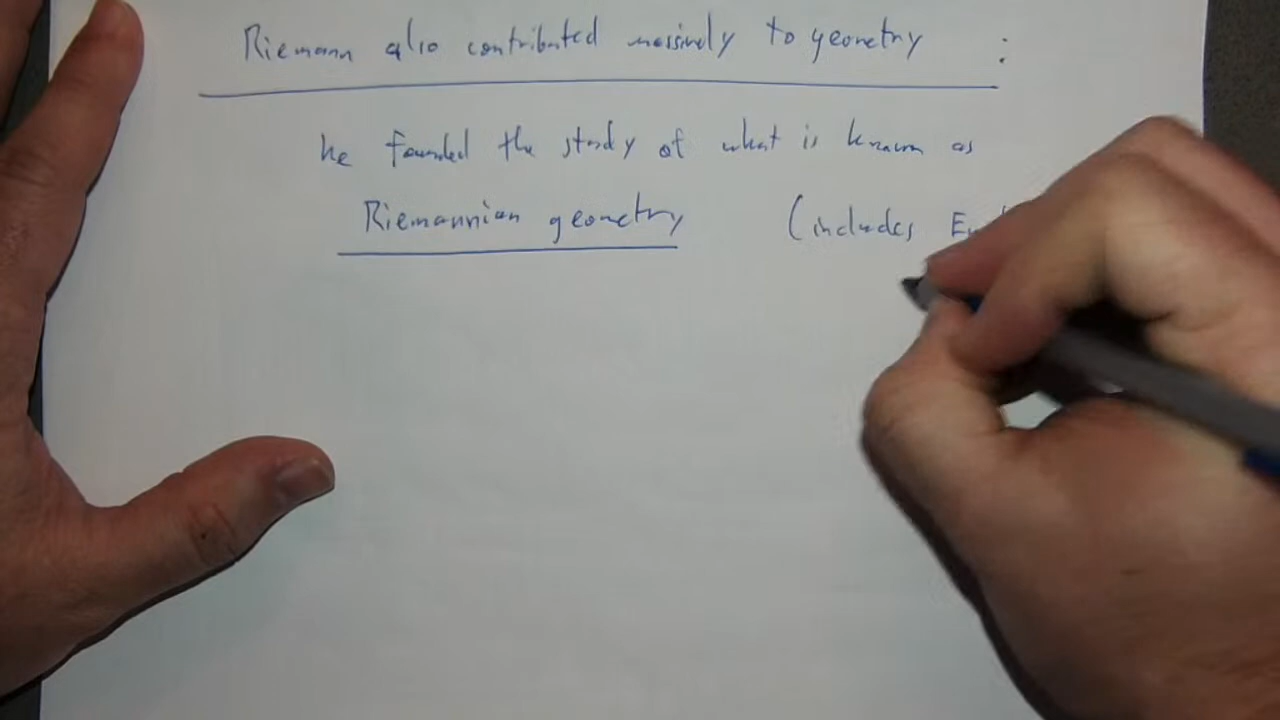 Riemann also contributed massively to geometry :
he founded the study of what is known as
Riemannian geometry (includes